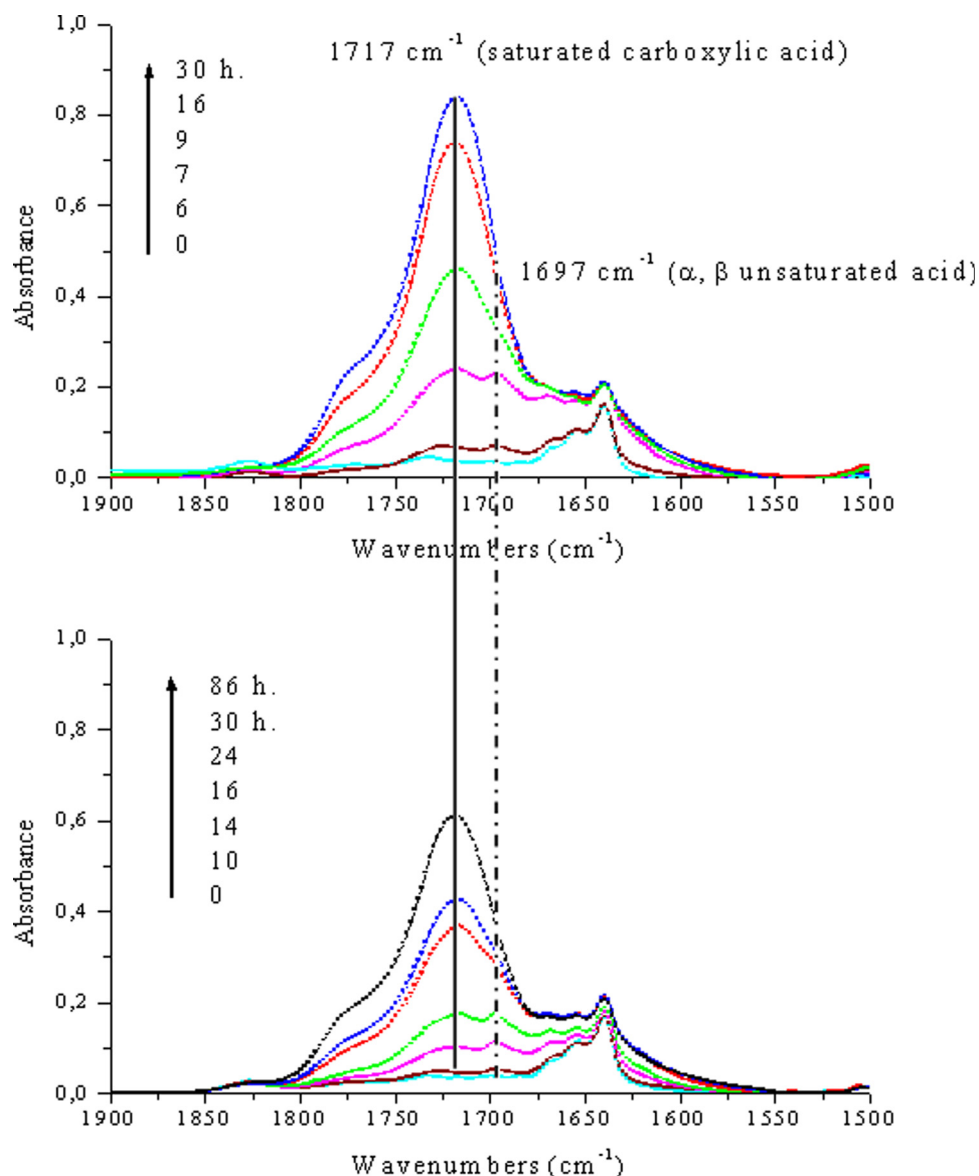 1,0
1717 cm-1 (saturated carboxylic acid)
30 h.
16
9
7
6
0
0,8
0,6
0,4
0,2
0,0
Absorbance
1697 cm-1 (α, β unsaturated acid)
1900 1850 1800 1750 1700 1650 1600 1550 1500
Wavenumbers (cm-1)
1,0
86 h.
30 h.
24
16
14
10
0
0,8
0,6
0,4
0,2
0,0
Absorbance
1900 1850 1800 1750 1700 1650 1600 1550 1500
Wavenumbers (cm-1)